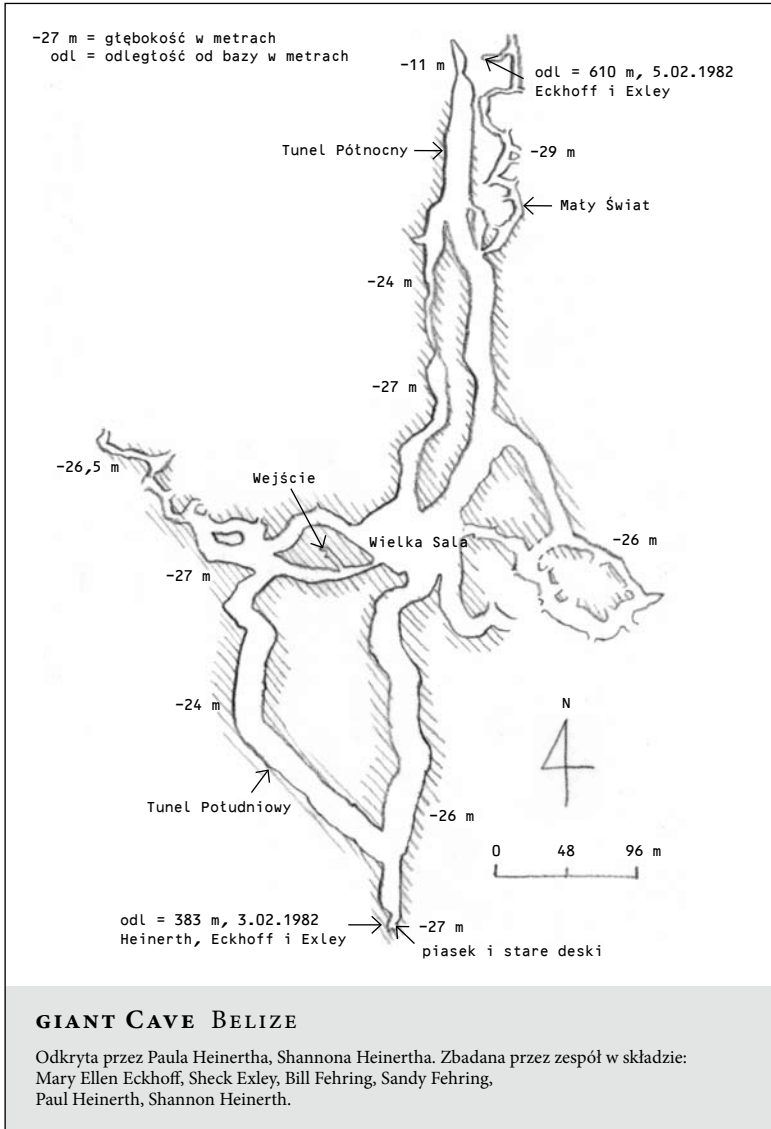 -27 m = głębokość w metrach
odl = odległość od bazy w metrach
-11 m
odl = 610 m, 5.02.1982
Eckhoff i Exley
Tunel Północny
-29 m
Mały Świat
-24 m
-27 m
-26,5 m
Wejście
Wielka Sala
-26 m
-27 m
-24 m
N
Tunel Południowy
-26 m
0 48 96 m
odl = 383 m, 3.02.1982
Heinerth, Eckhoff i Exley
-27 m
piasek i stare deski
GIANT CAVE BELIZE
Odkryta przez Paula Heinertha, Shannona Heinertha. Zbadana przez zespół w składzie:
Mary Ellen Eckhoff, Sheck Exley, Bill Fehring, Sandy Fehring,
Paul Heinerth, Shannon Heinerth.